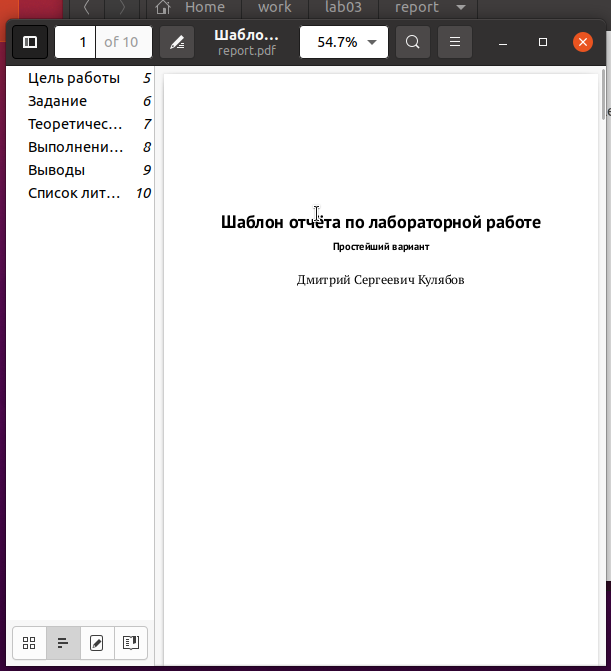 Home work lab03 report
1 of 10 Шабло... 54.7%
report.pdf
Цель работы 5
Задание 6
Теоретичес... 7
Выполнени... 8
Выводы 9
Список лит... 10
Шаблон отчёта по лабораторной работе
Простейший вариант
Дмитрий Сергеевич Кулябов